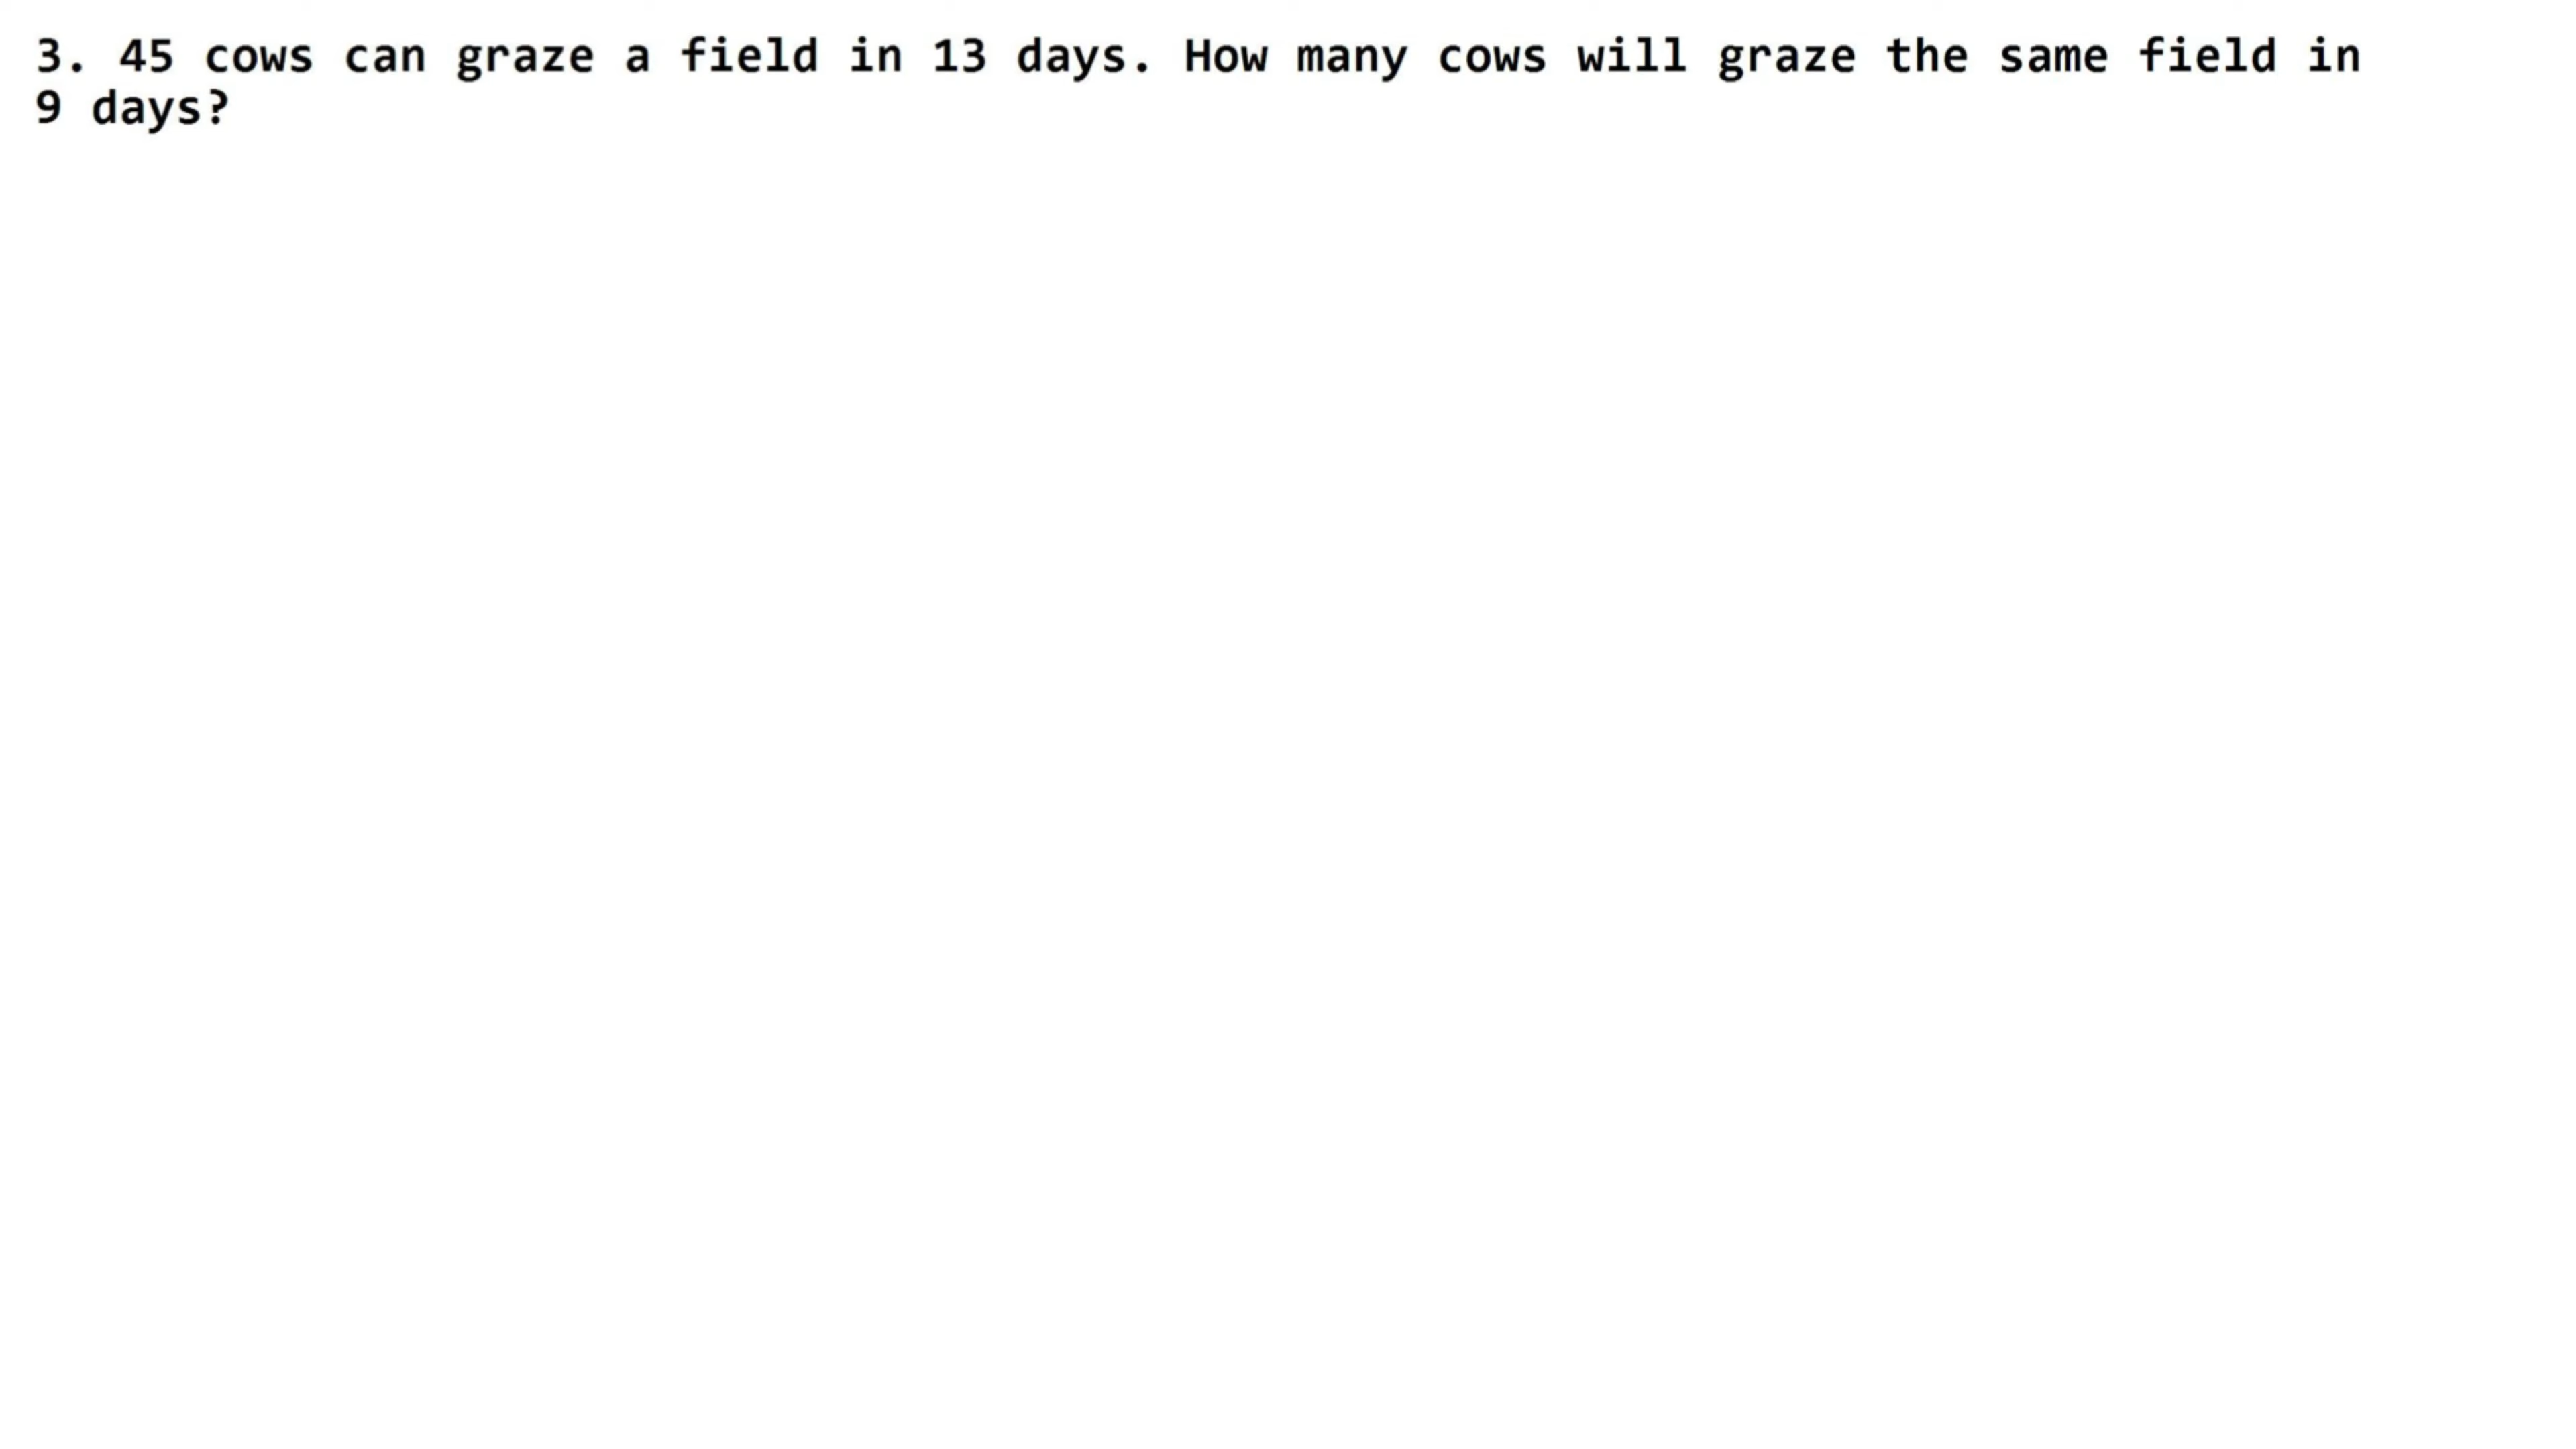 3. 45 cows can graze a field in 13 days. How many cows will graze the same field in
9 days?